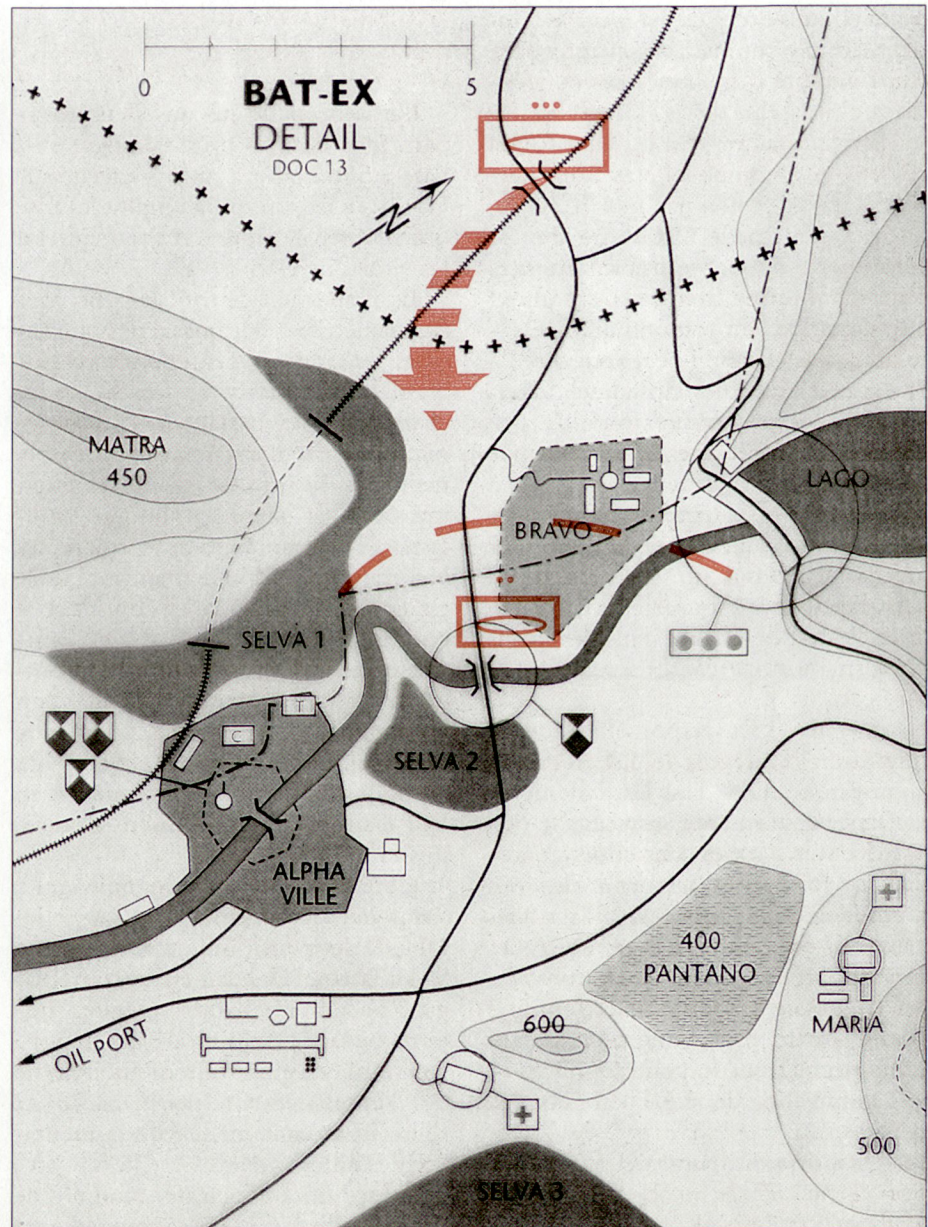 0
5
BAT-EX
DETAIL
DOC 13
N
MATRA
450
LAGO
BRAVO
SELVA 1
T
C
SELVA 2
ALPHA
VILLE
400
PANTANO
MARIA
600
OIL PORT
500
SELVA 3